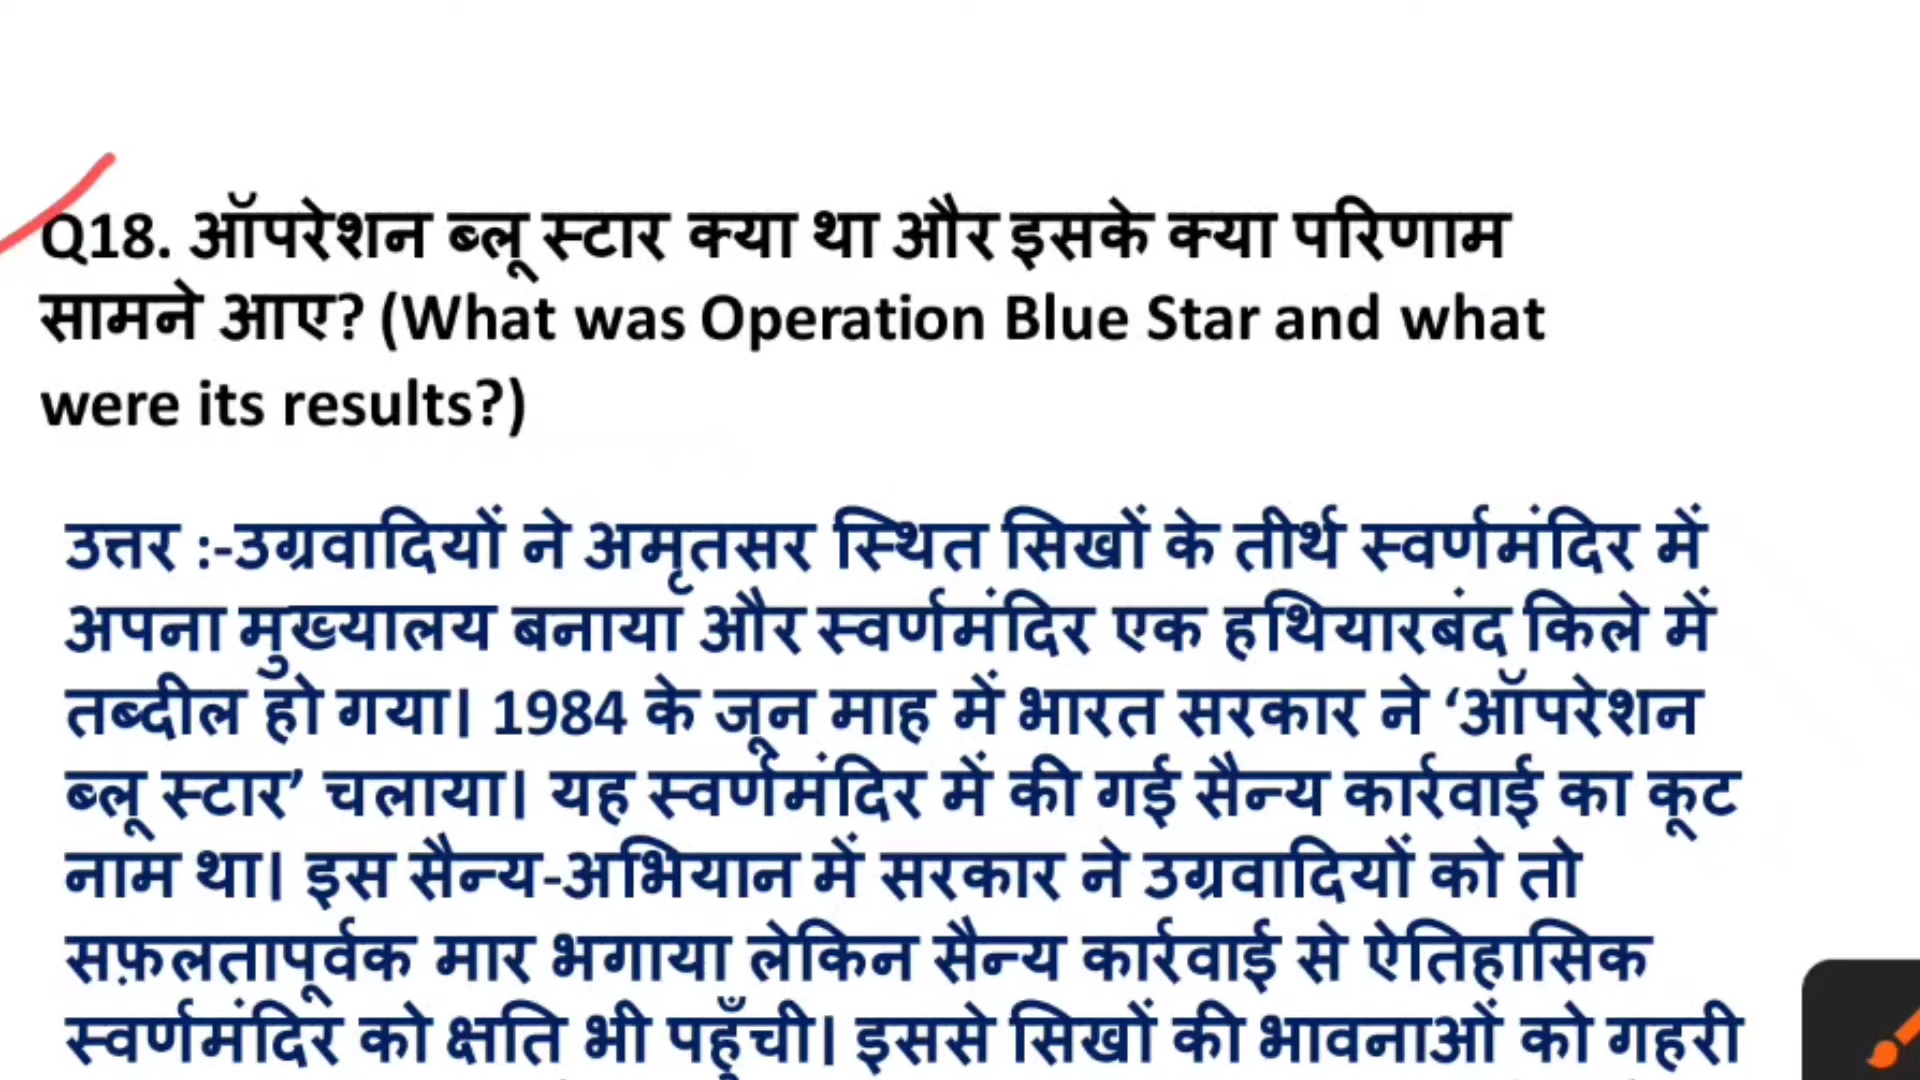 Q18. ऑपरेशन ब्लू स्टार क्या था और इसके क्या परिणाम
सामने आए? (What was Operation Blue Star and what
were its results?)
उत्तर :-उग्रवादियों ने अमृतसर स्थित सिखों के तीर्थ स्वर्णमंदिर में
अपना मुख्यालय बनाया और स्वर्णमंदिर एक हथियारबंद किले में
तब्दील हो गया। 1984 के जून माह में भारत सरकार ने ‘ऑपरेशन
ब्लू स्टार’ चलाया। यह स्वर्णमंदिर में की गई सैन्य कार्रवाई का कूट
नाम था। इस सैन्य-अभियान में सरकार ने उग्रवादियों को तो
सफ़लतापूर्वक मार भगाया लेकिन सैन्य कार्रवाई से ऐतिहासिक
स्वर्णमंदिर को क्षति भी पहुँची। इससे सिखों की भावनाओं को गहरी